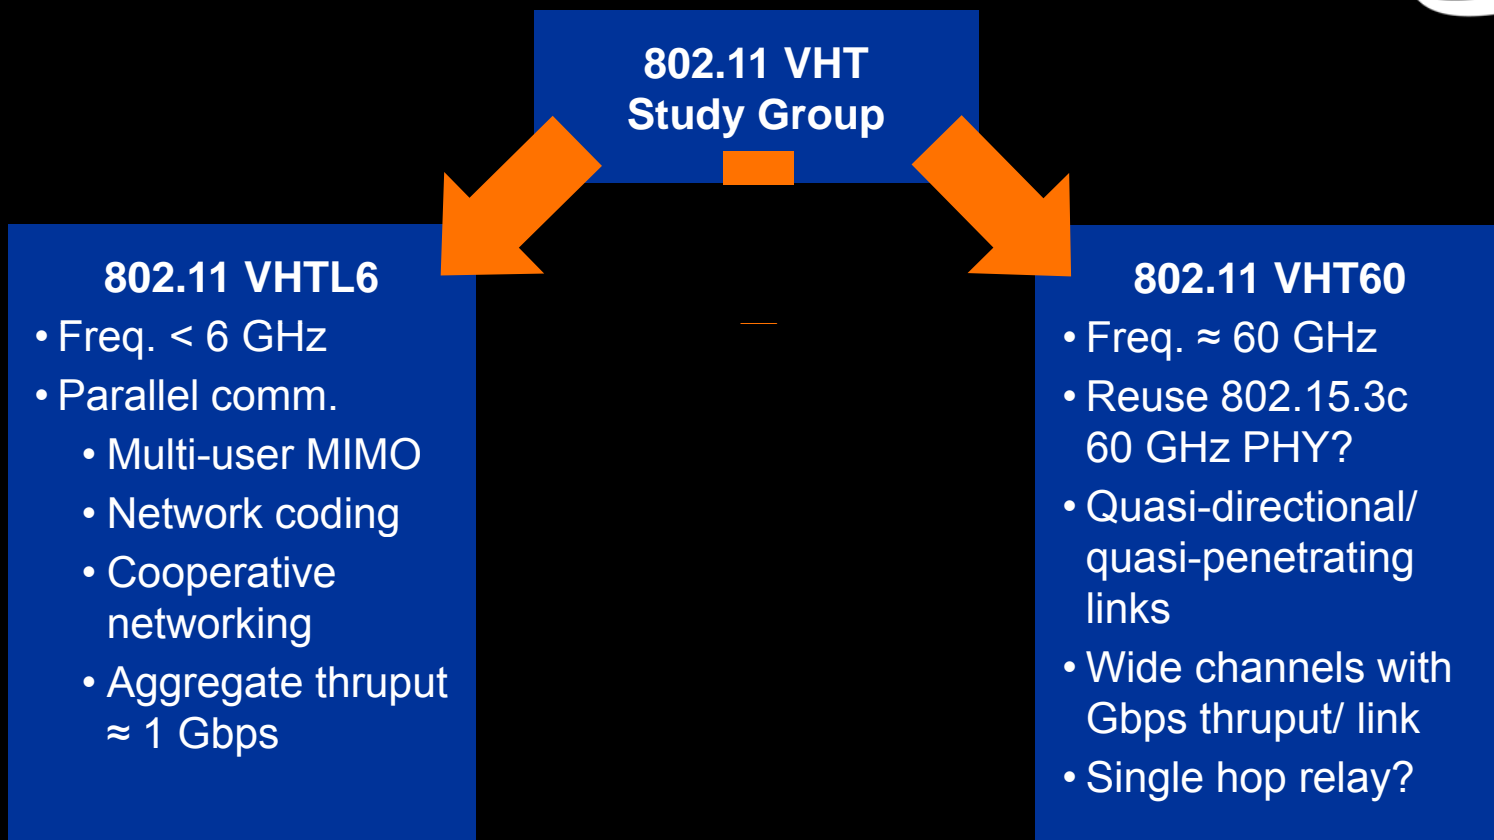 802.11 VHT
Study Group
802.11 VHTL6
• Freq. < 6 GHz
• Parallel comm.
• Multi-user MIMO
• Network coding
• Cooperative
networking
• Aggregate thruput
≈ 1 Gbps
802.11 VHT60
• Freq. ≈ 60 GHz
• Reuse 802.15.3c
60 GHz PHY?
• Quasi-directional/
quasi-penetrating
links
• Wide channels with
Gbps thruput/ link
• Single hop relay?